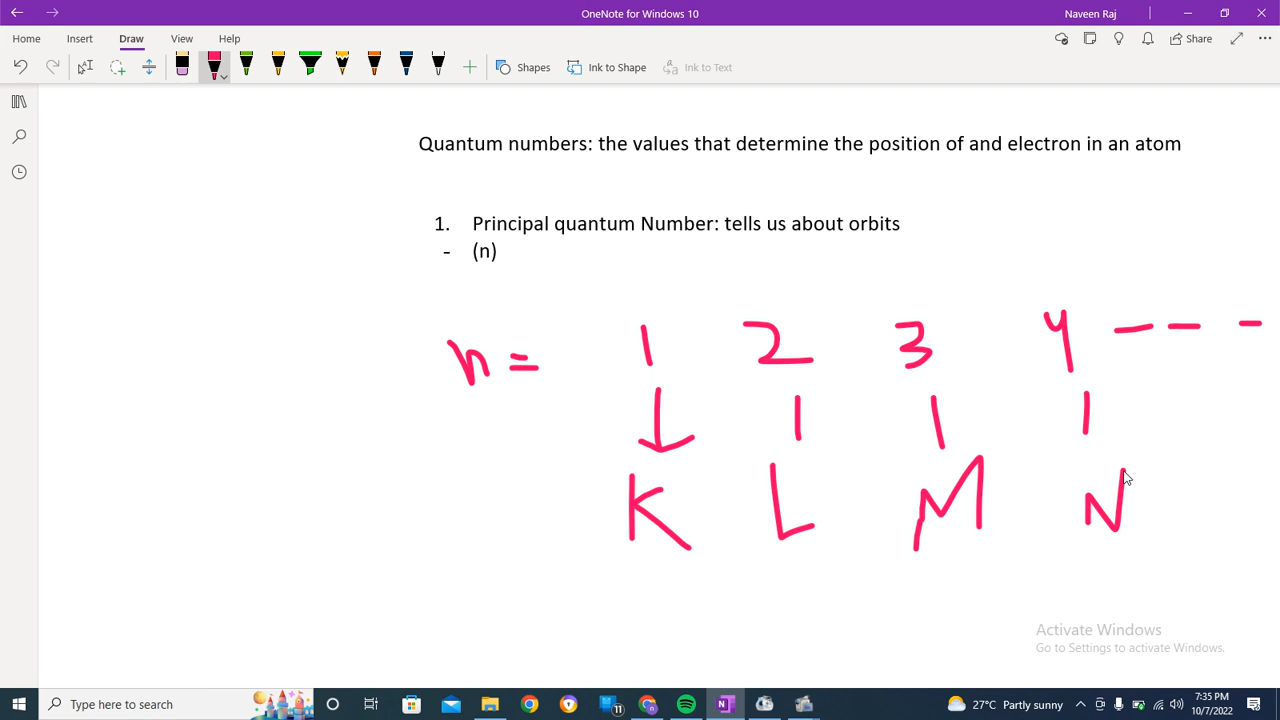 OneNote for Windows 10
Naveen Raj
Home Insert Draw View Help
Share
Shapes Ink to Shape Ink to Text
Quantum numbers: the values that determine the position of and electron in an atom
1. Principal quantum Number: tells us about orbits
- (n)
n = 1 2 3 4 - - -
K L M N
Activate Windows
Go to Settings to activate Windows.
Type here to search
11
27°C Partly sunny
7:35 PM
10/7/2022